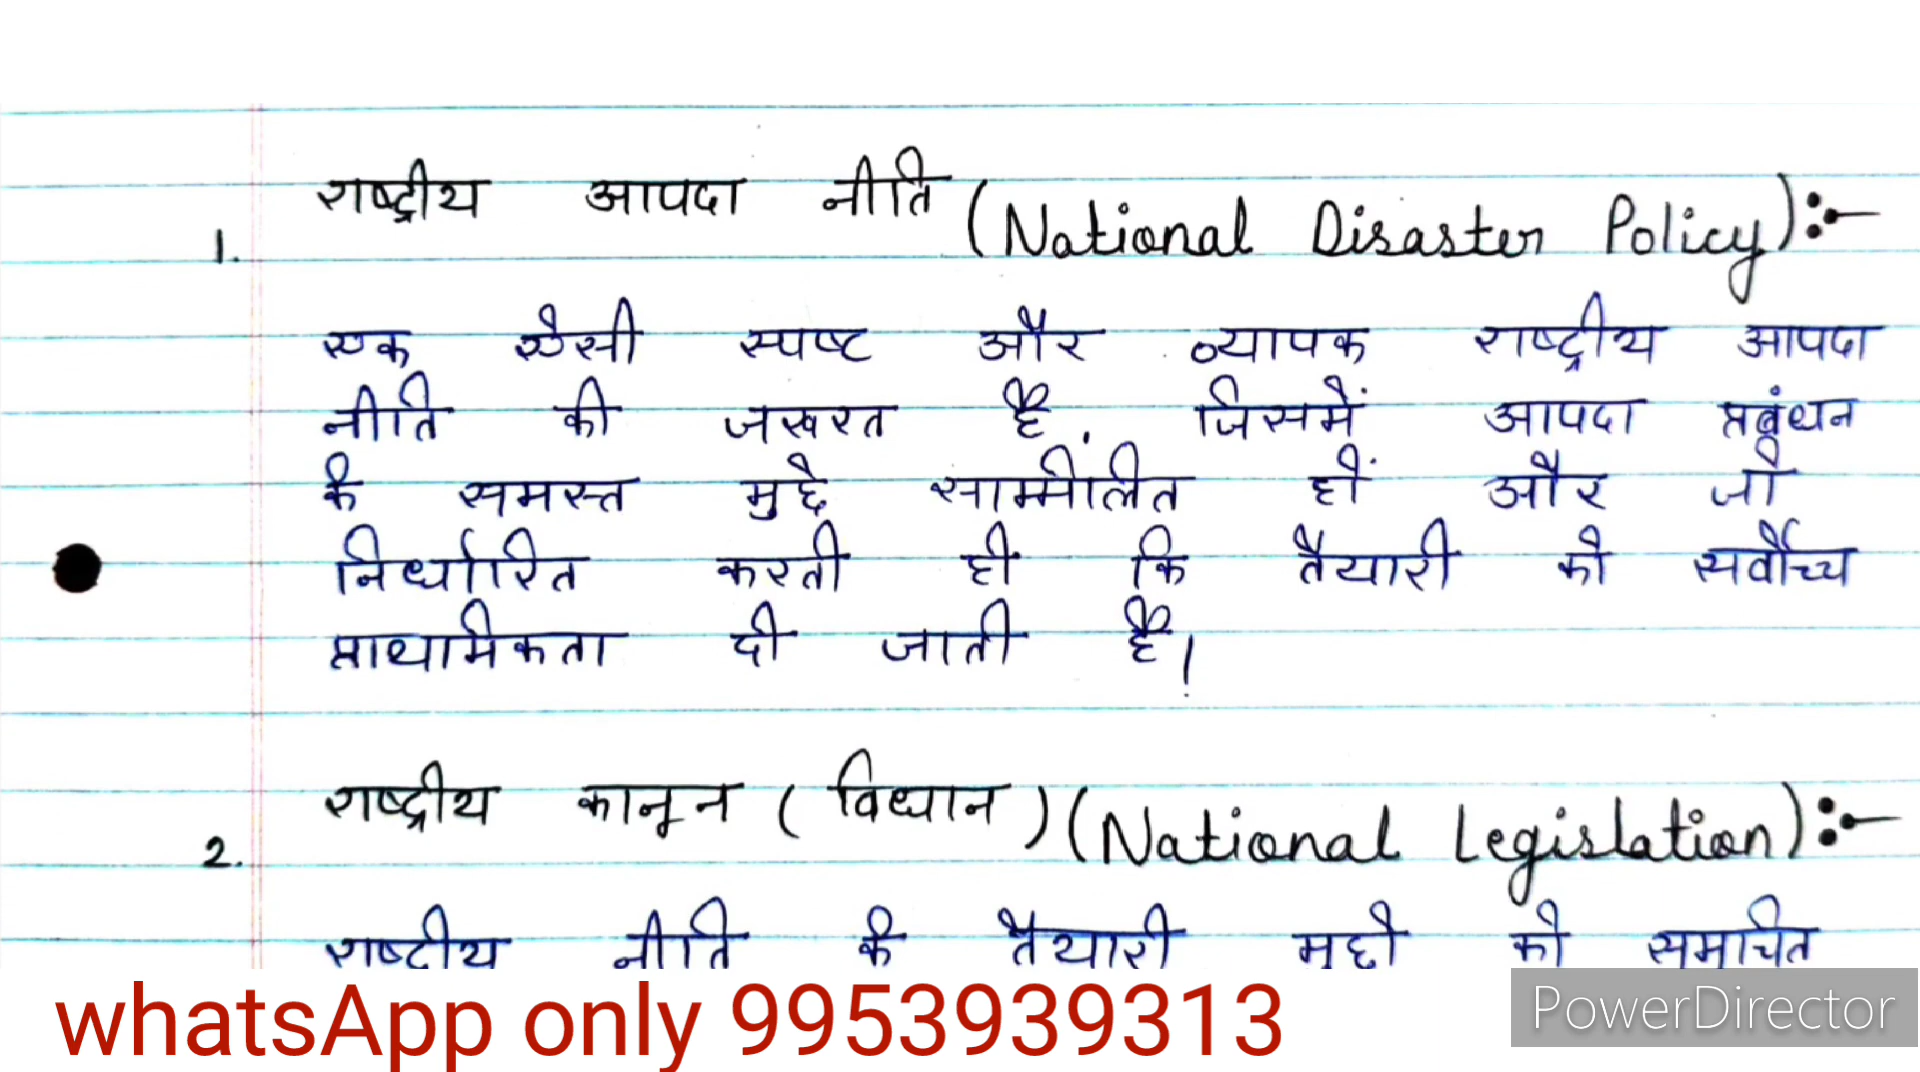 राष्ट्रीय आपदा नीति (National Disaster Policy):-
1.
एक ऐसी स्पष्ट और व्यापक राष्ट्रीय आपदा
नीति की जरूरत है, जिसमें आपदा प्रबंधन
के समस्त मुद्दे सम्मीलित हों और जो
निर्धारित करती हो कि तैयारी को सर्वोच्च
प्राथमिकता दी जाती है।
राष्ट्रीय कानून (विधान) (National Legislation):-
2.
राष्ट्रीय नीति के तैयारी मुद्दों को समुचित
whatsApp only 9953939313
PowerDirector